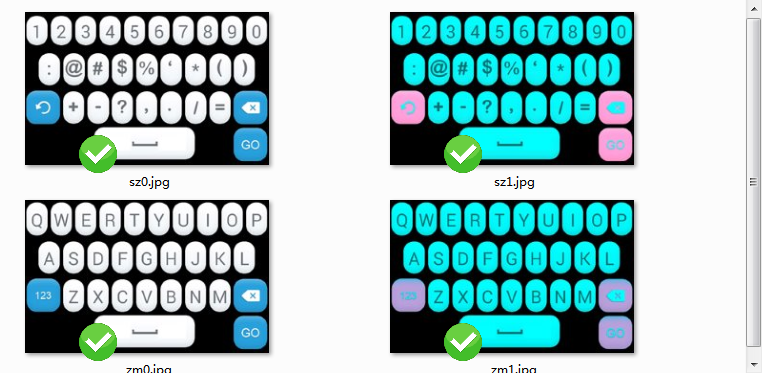 1 2 3 4 5 6 7 8 9 0
: @ # $ % ‘ * ( )
+ - ? , . / =
GO
sz0.jpg
1 2 3 4 5 6 7 8 9 0
: @ # $ % ‘ * ( )
+ - ? , . / =
GO
sz1.jpg
Q W E R T Y U I O P
A S D F G H J K L
123 Z X C V B N M
GO
zm0.jpg
Q W E R T Y U I O P
A S D F G H J K L
123 Z X C V B N M
GO
zm1.jpg